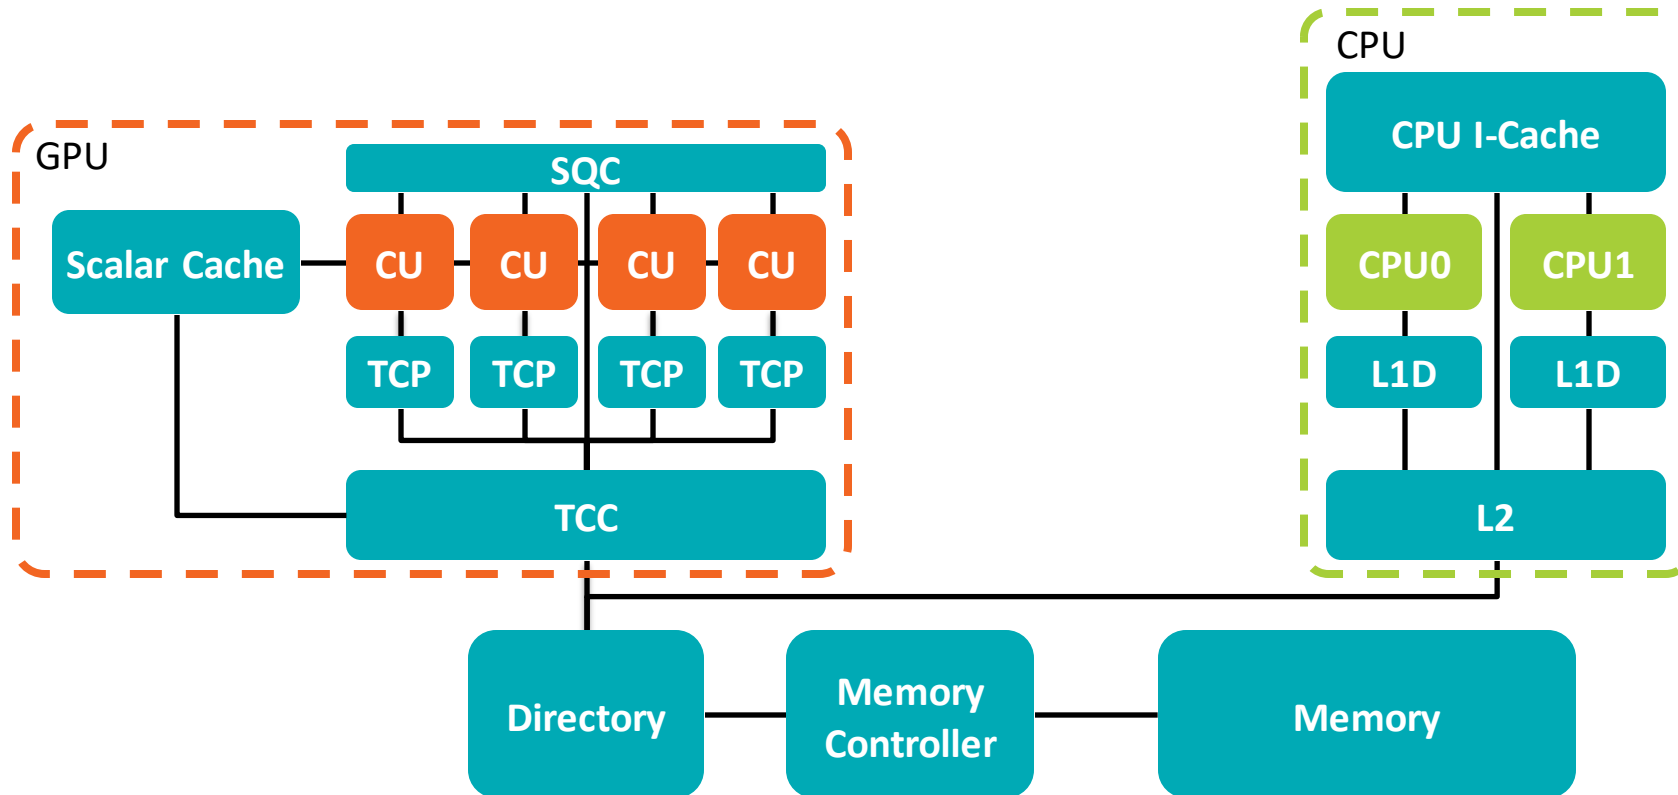 CPU
CPU I-Cache
GPU
SQC
Scalar Cache
CU
CU
CU
CU
CPU0
CPU1
TCP
TCP
TCP
TCP
L1D
L1D
TCC
L2
Directory
Memory
Controller
Memory